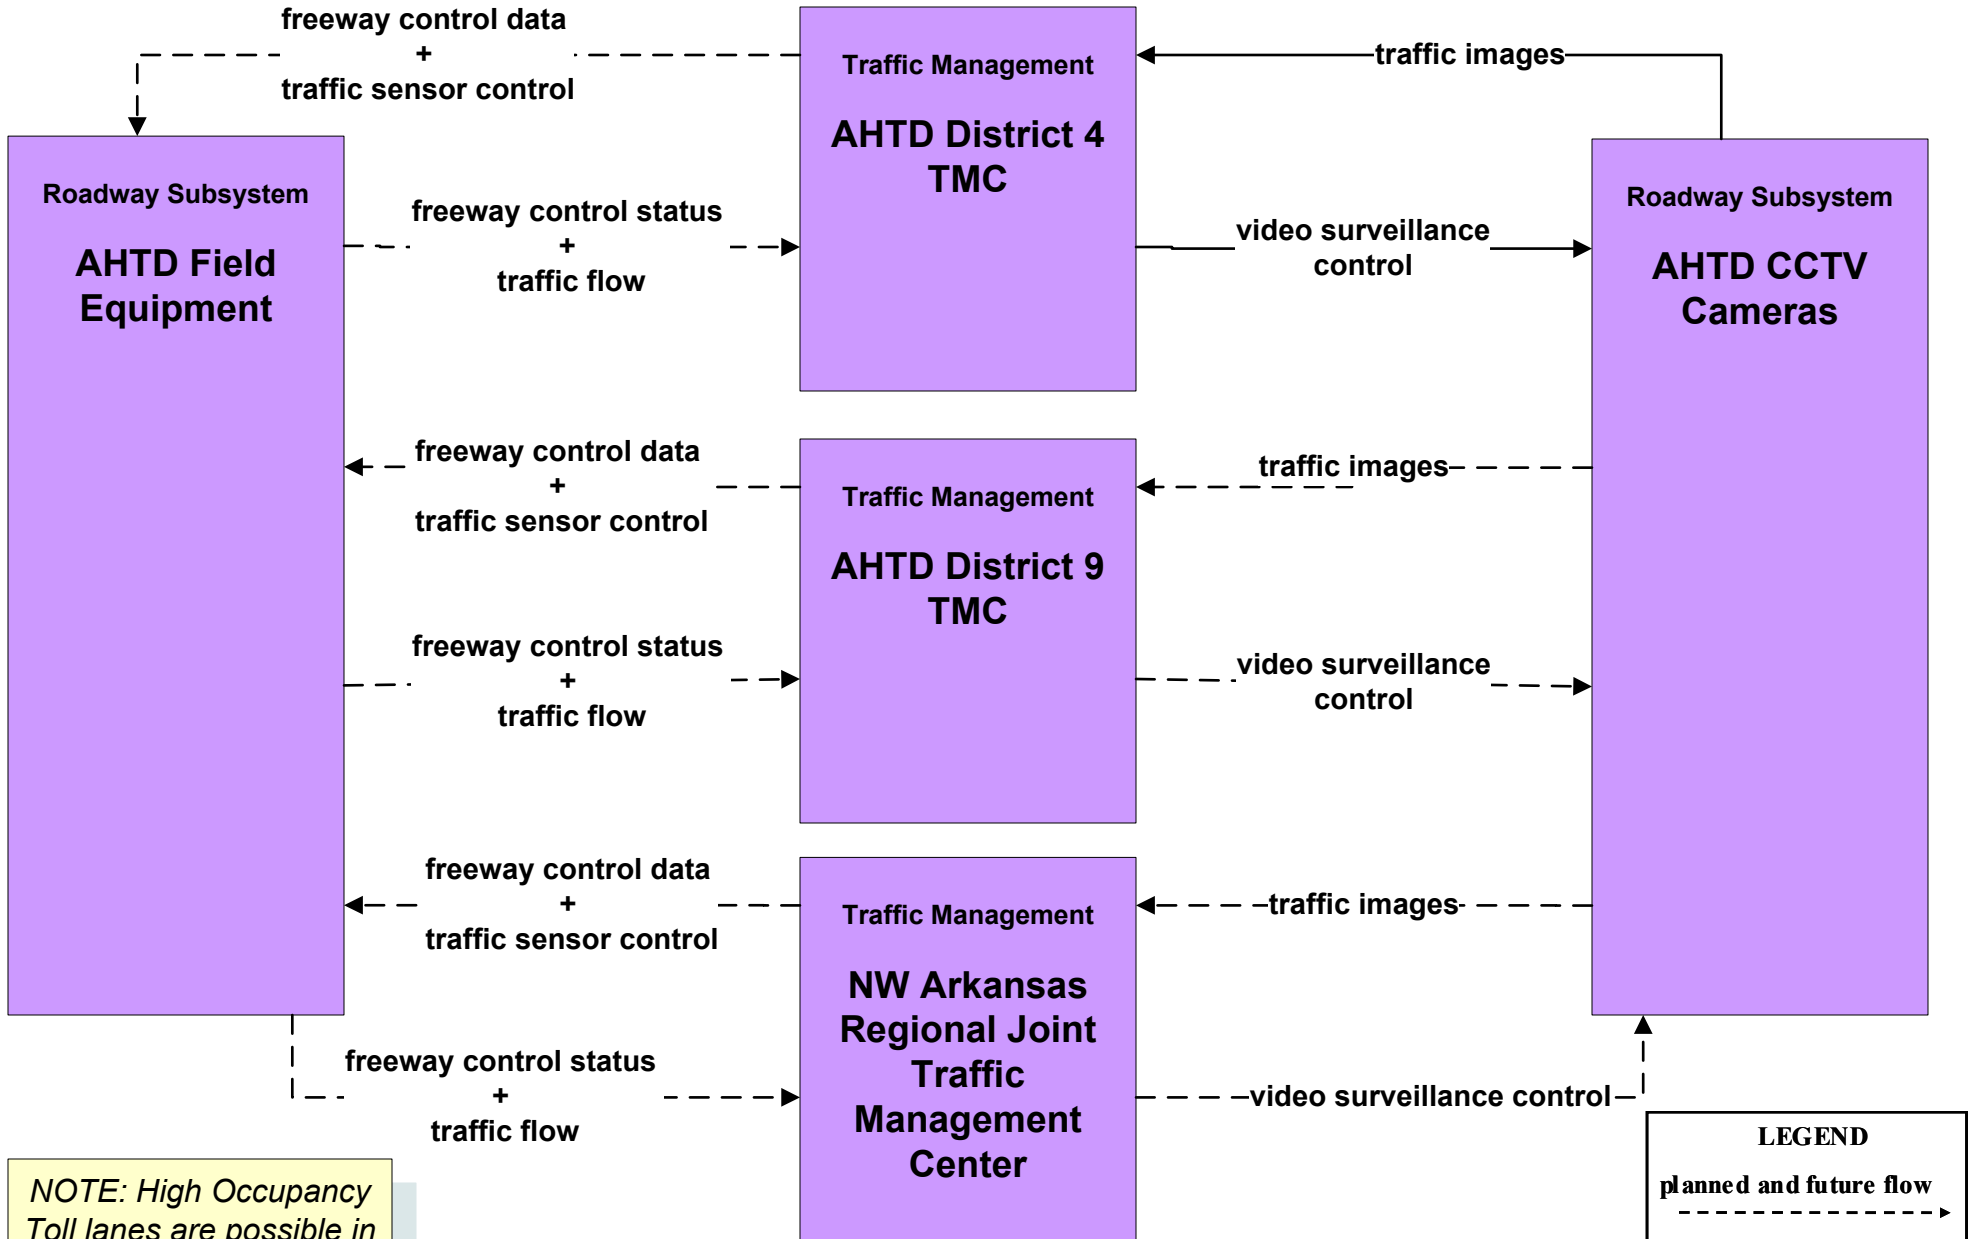 freeway control data
+
traffic sensor control
Traffic Management
AHTD District 4
TMC
traffic images
Roadway Subsystem
AHTD Field
Equipment
freeway control status
+
traffic flow
video surveillance
control
Roadway Subsystem
AHTD CCTV
Cameras
freeway control data
+
traffic sensor control
Traffic Management
AHTD District 9
TMC
traffic images
freeway control status
+
traffic flow
video surveillance
control
freeway control data
+
traffic sensor control
Traffic Management
NW Arkansas
Regional Joint
Traffic
Management
Center
traffic images
freeway control status
+
traffic flow
video surveillance control
NOTE: High Occupancy
Toll lanes are possible in
LEGEND
planned and future flow